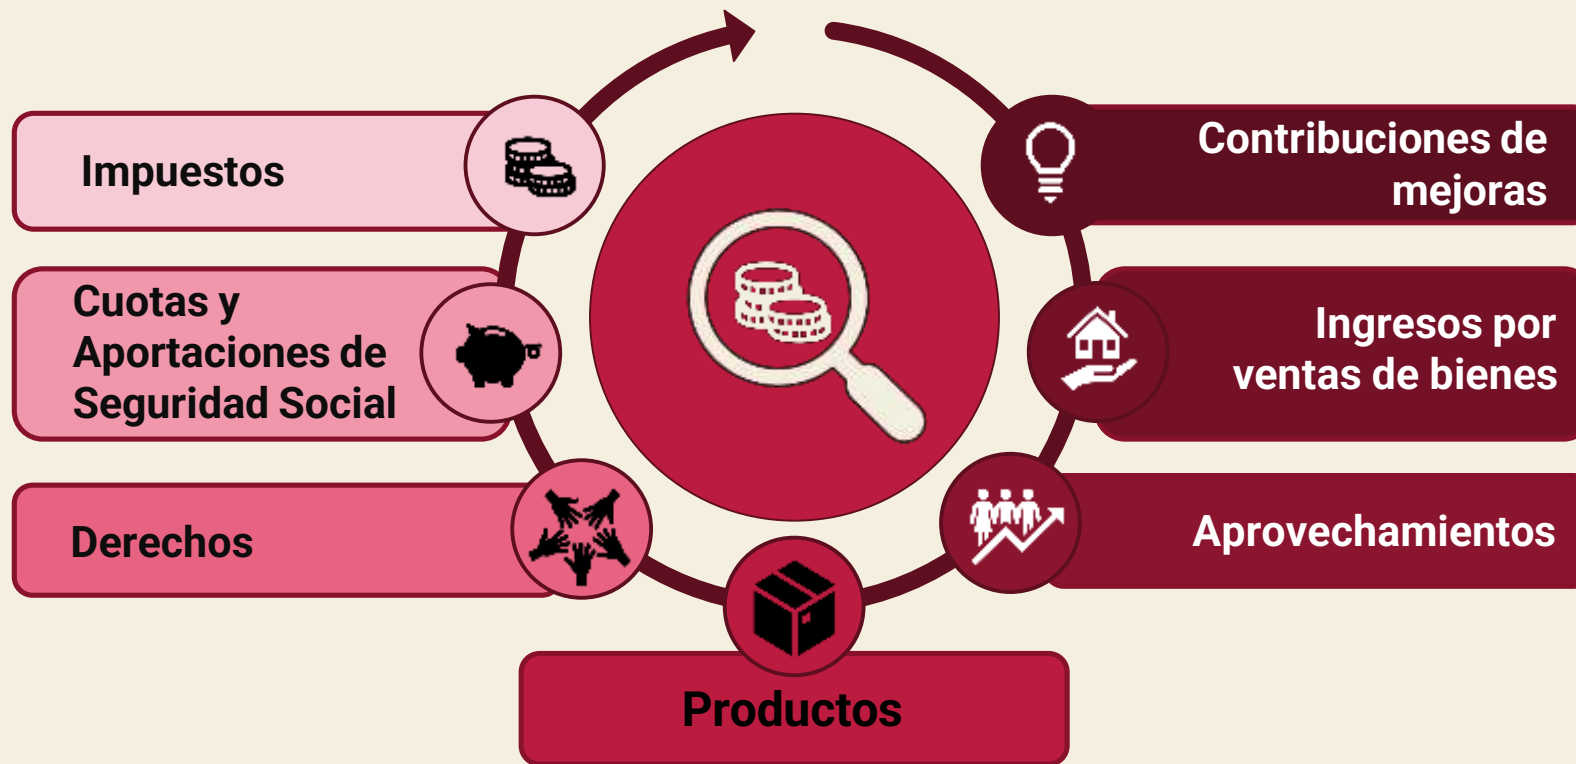 Impuestos
Cuotas y
Aportaciones de
Seguridad Social
Derechos
Productos
Contribuciones de
mejoras
Ingresos por
ventas de bienes
Aprovechamientos